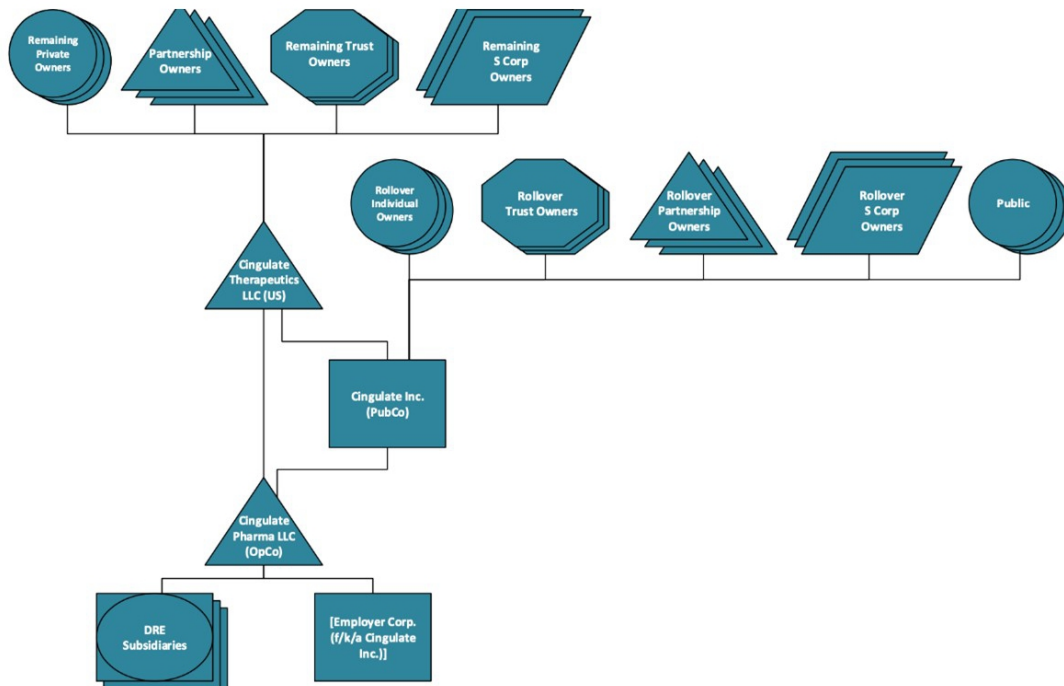 Remaining
Private
Owners
Partnership
Owners
Remaining Trust
Owners
Remaining
S Corp
Owners
Rollover
Individual
Owners
Rollover
Trust Owners
Rollover
Partnership
Owners
Rollover
S Corp
Owners
Public
Cingulate
Therapeutics
LLC (US)
Cingulate Inc.
(PubCo)
Cingulate
Pharma LLC
(OpCo)
DRE
Subsidiaries
[Employer Corp.
(f/k/a Cingulate
Inc.)]